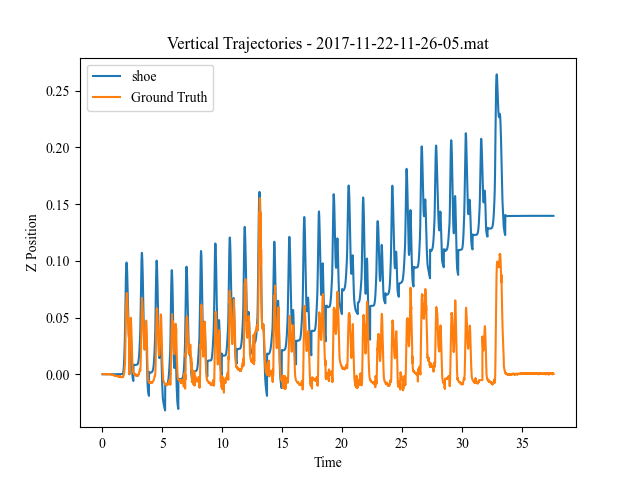 Vertical Trajectories - 2017-11-22-11-26-05.mat
shoe
Ground Truth
Z Position
0.25
0.20
0.15
0.10
0.05
0.00
0 5 10 15 20 25 30 35
Time